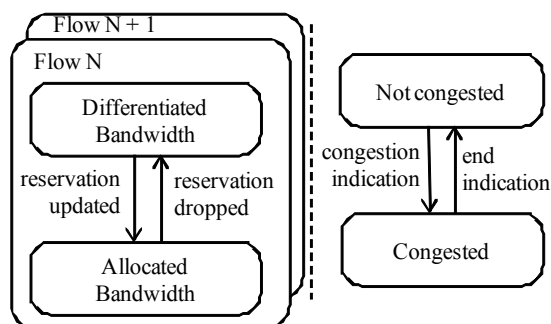 Flow N + 1
Flow N
Differentiated
Bandwidth
reservation
updated
reservation
dropped
Allocated
Bandwidth
Not congested
congestion
indication
end
indication
Congested